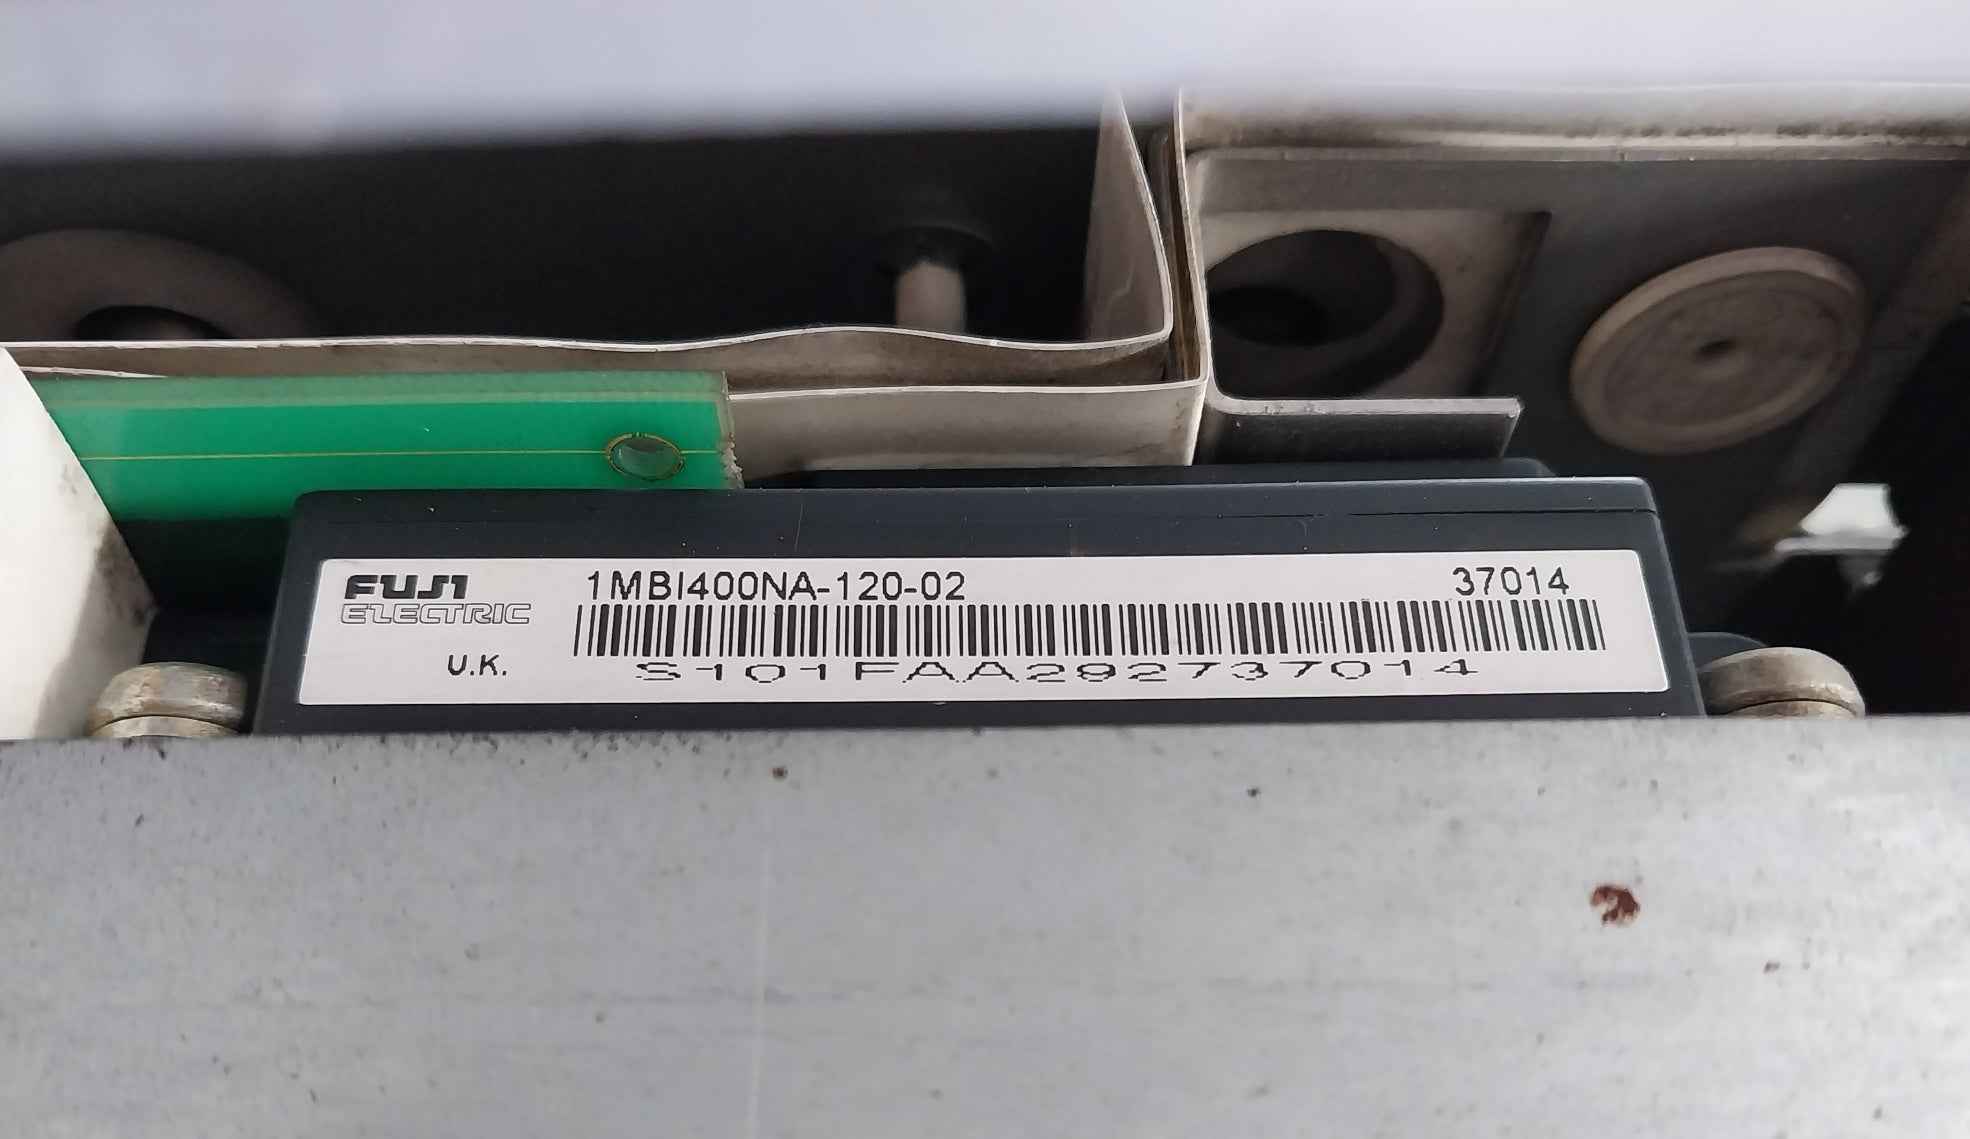 FUJI 1MBI400NA-120-02 37014
ELECTRIC
U.K. S101FAA292737014